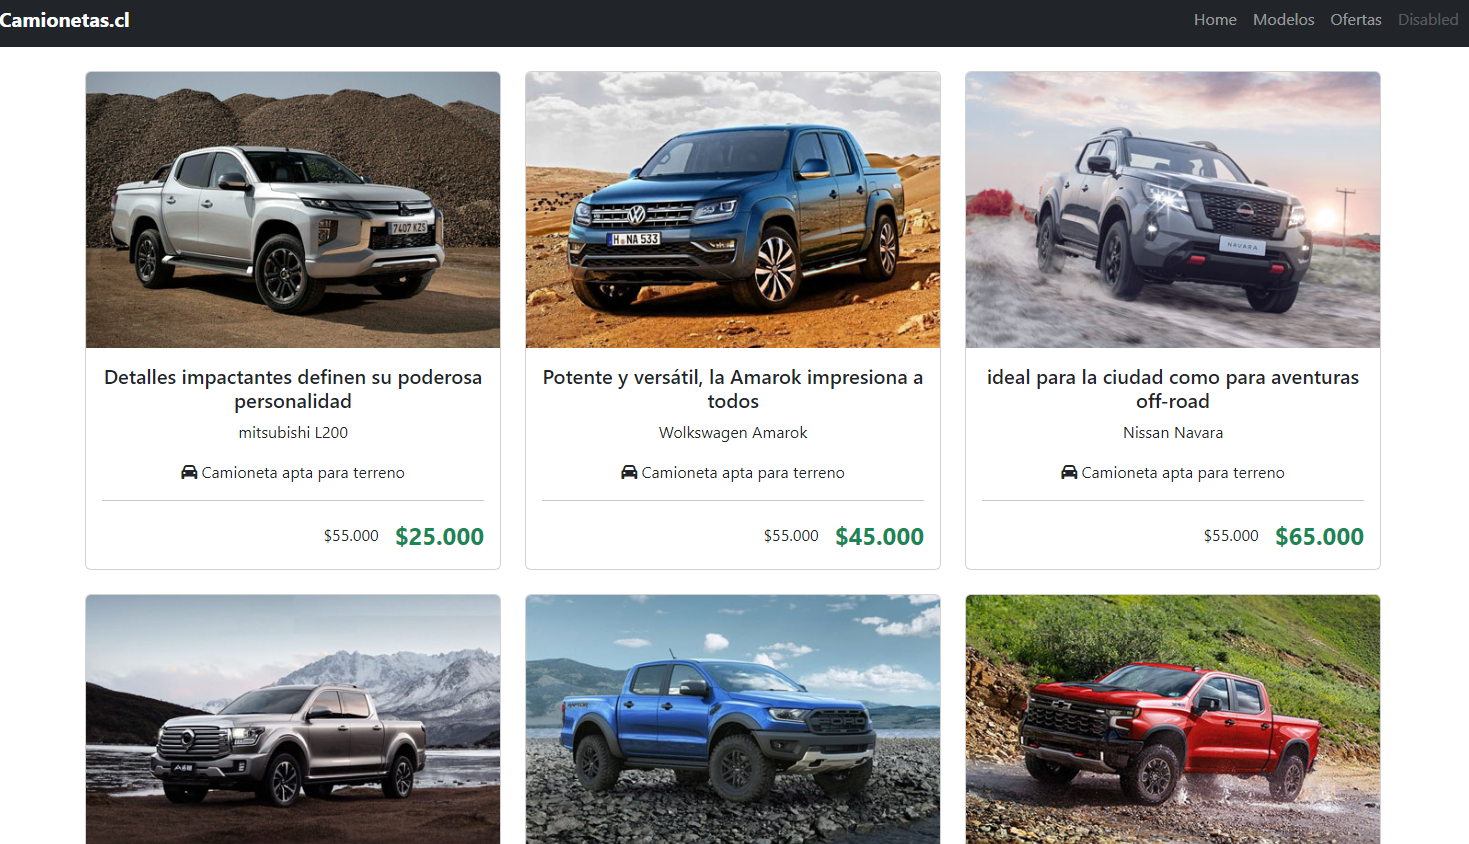 Camionetas.cl
Home Modelos Ofertas Disabled
7407 KZS
H NA 533
NAVARA
Detalles impactantes definen su poderosa
personalidad
mitsubishi L200
Camioneta apta para terreno
$55.000 $25.000
Potente y versátil, la Amarok impresiona a
todos
Wolkswagen Amarok
Camioneta apta para terreno
$55.000 $45.000
ideal para la ciudad como para aventuras
off-road
Nissan Navara
Camioneta apta para terreno
$55.000 $65.000
FORD